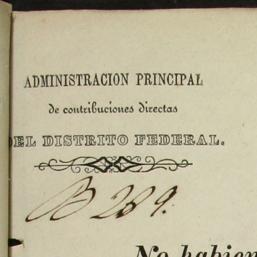 ADMINISTRACION PRINCIPAL
de contribuciones directas
DEL DISTRITO FEDERAL.
B 289.
No habien